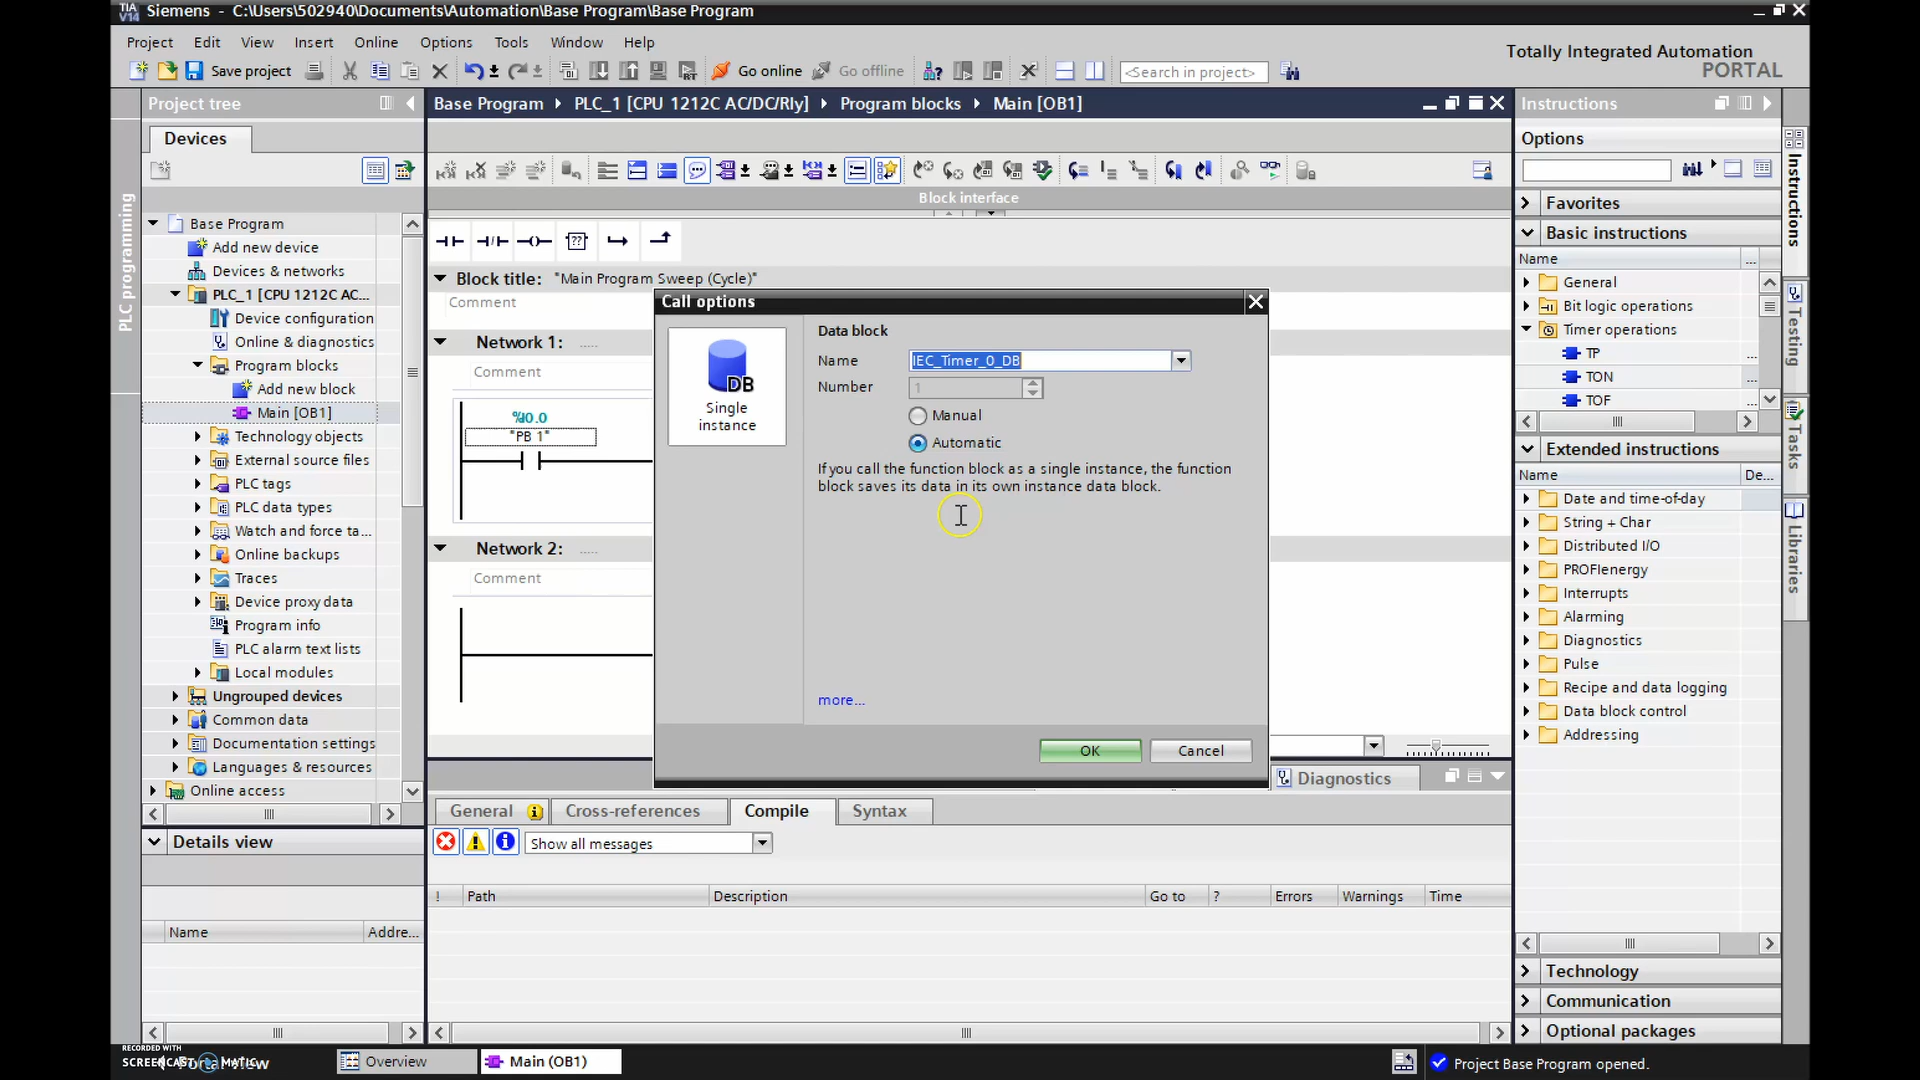 TIA
V14
Siemens - C:\Users\502940\Documents\Automation\Base Program\Base Program
Project Edit View Insert Online Options Tools Window Help
Totally Integrated Automation
PORTAL
Save project
Go online
Go offline
<Search in project>
Project tree
Base Program PLC_1 [CPU 1212C AC/DC/Rly] Program blocks Main [OB1]
Instructions
Devices
Options
Block interface
PLC programming
Base Program
Add new device
Devices & networks
PLC_1 [CPU 1212C AC...
Device configuration
Online & diagnostics
Program blocks
Add new block
Main [OB1]
Technology objects
External source files
PLC tags
PLC data types
Watch and force ta...
Online backups
Traces
Device proxy data
Program info
PLC alarm text lists
Local modules
Ungrouped devices
Common data
Documentation settings
Languages & resources
Online access
Details view
Name Addre...
??
Block title: "Main Program Sweep (Cycle)"
Comment
Network 1: .....
Comment
%I0.0
"PB 1"
Network 2: .....
Comment
Call options
DB
Single
instance
Data block
Name IEC_Timer_0_DB
Number 1
Manual
Automatic
If you call the function block as a single instance, the function
block saves its data in its own instance data block.
more...
OK Cancel
Diagnostics
General Cross-references Compile Syntax
Show all messages
! Path Description Go to ? Errors Warnings Time
Favorites
Basic instructions
Name ...
General
Bit logic operations
Timer operations
TP ...
TON ...
TOF ...
Extended instructions
Name De...
Date and time-of-day
String + Char
Distributed I/O
PROFIenergy
Interrupts
Alarming
Diagnostics
Pulse
Recipe and data logging
Data block control
Addressing
Technology
Communication
Optional packages
Instructions
Testing
Tasks
Libraries
RECORDED WITH
SCREENCAST-O-MATIC
Portal view
Overview
Main (OB1)
Project Base Program opened.